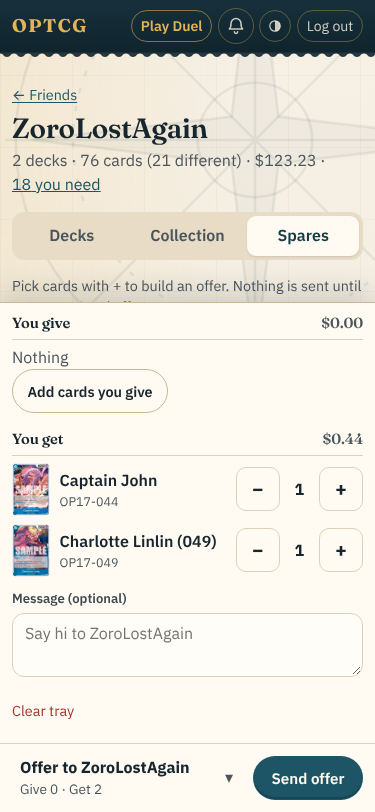 OPTCG
Play Duel
Log out
← Friends
ZoroLostAgain
2 decks · 76 cards (21 different) · $123.23 ·
18 you need
Decks
Collection
Spares
Pick cards with + to build an offer. Nothing is sent until
You give
$0.00
Nothing
Add cards you give
You get
$0.44
SAMPLE
Captain John
OP17-044
− 1 +
SAMPLE
Charlotte Linlin (049)
OP17-049
− 1 +
Message (optional)
Say hi to ZoroLostAgain
Clear tray
Offer to ZoroLostAgain
Give 0 · Get 2
▼
Send offer